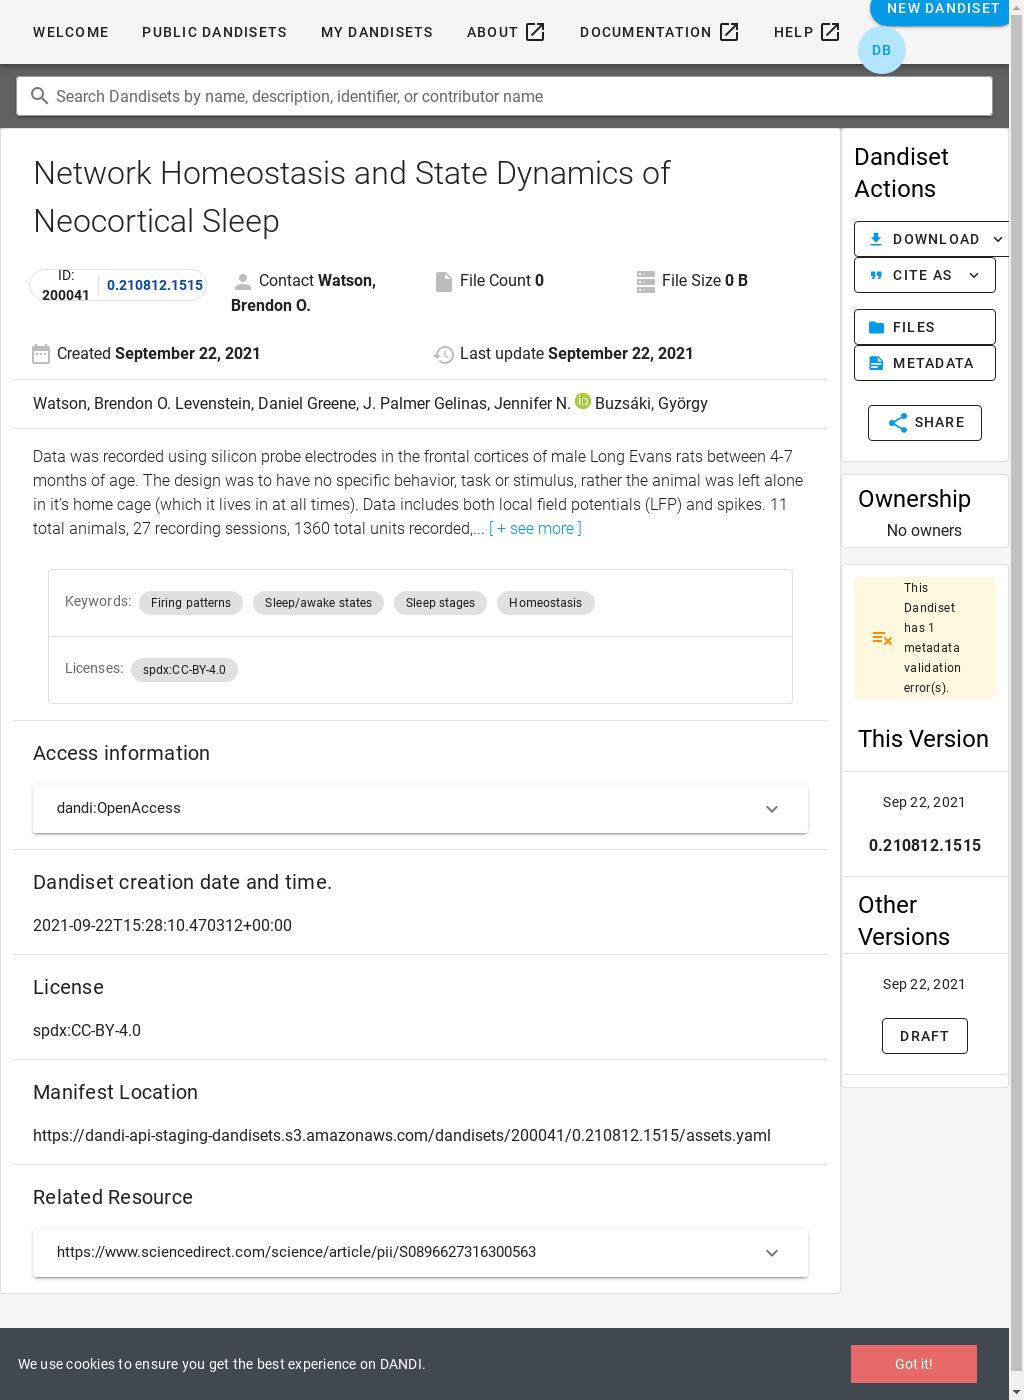 WELCOME PUBLIC DANDISETS MY DANDISETS ABOUT DOCUMENTATION HELP NEW DANDISET
DB
Search Dandisets by name, description, identifier, or contributor name
Network Homeostasis and State Dynamics of
Neocortical Sleep
ID:
200041
0.210812.1515
Contact Watson,
Brendon O.
File Count 0
File Size 0 B
Created September 22, 2021
Last update September 22, 2021
Watson, Brendon O. Levenstein, Daniel Greene, J. Palmer Gelinas, Jennifer N. iD Buzsáki, György
Data was recorded using silicon probe electrodes in the frontal cortices of male Long Evans rats between 4-7
months of age. The design was to have no specific behavior, task or stimulus, rather the animal was left alone
in it’s home cage (which it lives in at all times). Data includes both local field potentials (LFP) and spikes. 11
total animals, 27 recording sessions, 1360 total units recorded,... [ + see more ]
Keywords: Firing patterns Sleep/awake states Sleep stages Homeostasis
Licenses: spdx:CC-BY-4.0
Access information
dandi:OpenAccess
Dandiset creation date and time.
2021-09-22T15:28:10.470312+00:00
License
spdx:CC-BY-4.0
Manifest Location
https://dandi-api-staging-dandisets.s3.amazonaws.com/dandisets/200041/0.210812.1515/assets.yaml
Related Resource
https://www.sciencedirect.com/science/article/pii/S0896627316300563
Dandiset
Actions
DOWNLOAD
CITE AS
FILES
METADATA
SHARE
Ownership
No owners
This
Dandiset
has 1
metadata
validation
error(s).
This Version
Sep 22, 2021
0.210812.1515
Other
Versions
Sep 22, 2021
DRAFT
We use cookies to ensure you get the best experience on DANDI.
Got it!